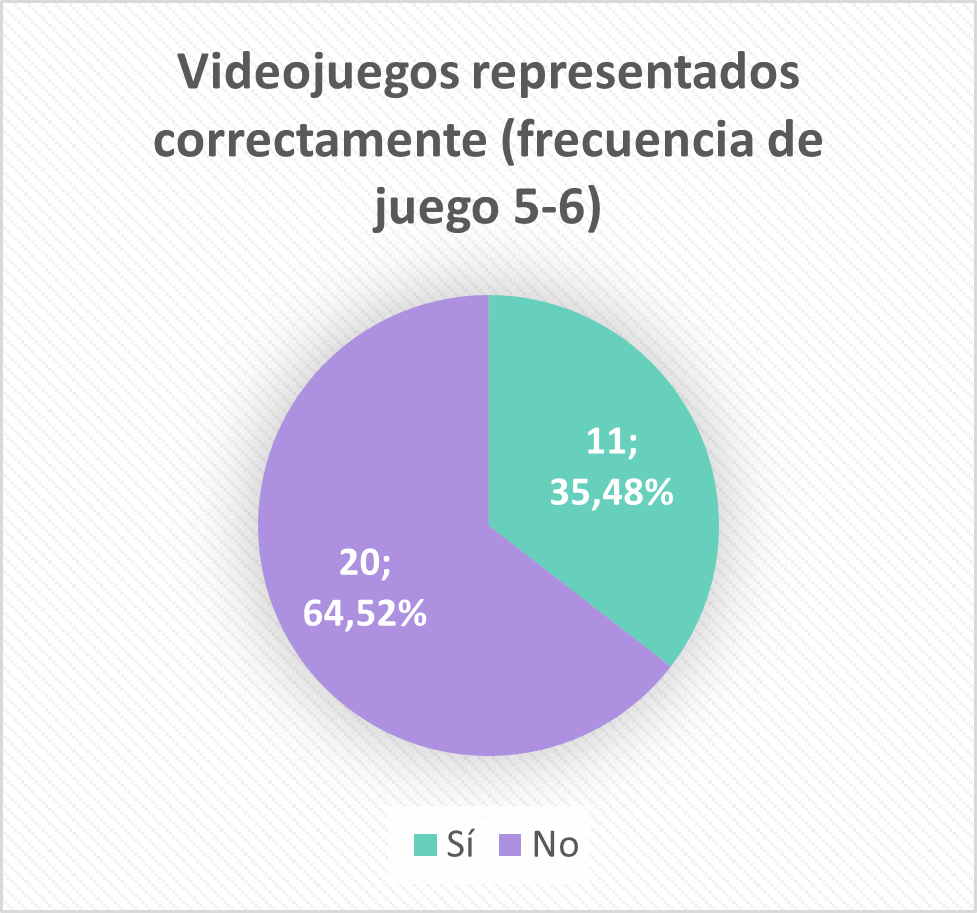 Videojuegos representados
correctamente (frecuencia de
juego 5-6)
11;
35,48%
20;
64,52%
Sí No